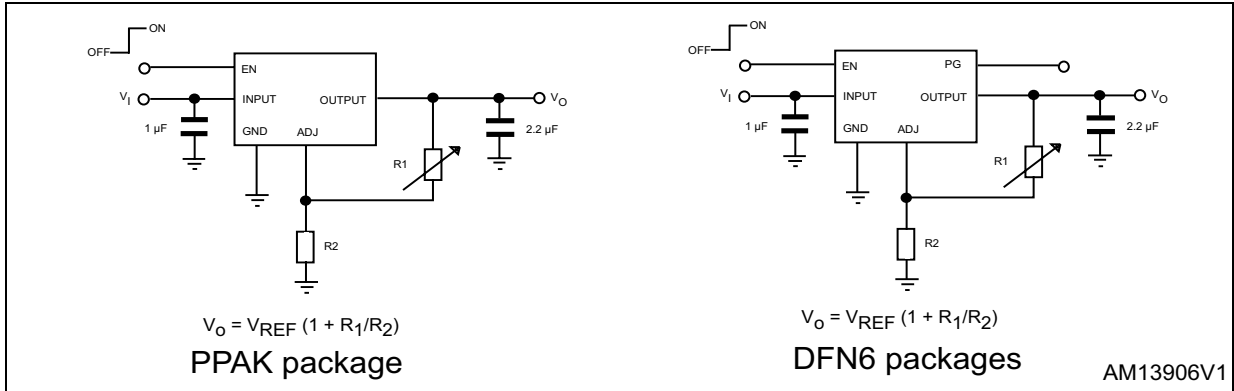 ON
OFF
EN
V_I
INPUT
OUTPUT
V_O
1 µF
GND
ADJ
2.2 µF
R1
R2
V_O = V_REF (1 + R_1/R_2)
PPAK package
ON
OFF
EN
PG
V_I
INPUT
OUTPUT
V_O
1 µF
GND
ADJ
2.2 µF
R1
R2
V_O = V_REF (1 + R_1/R_2)
DFN6 packages
AM13906V1